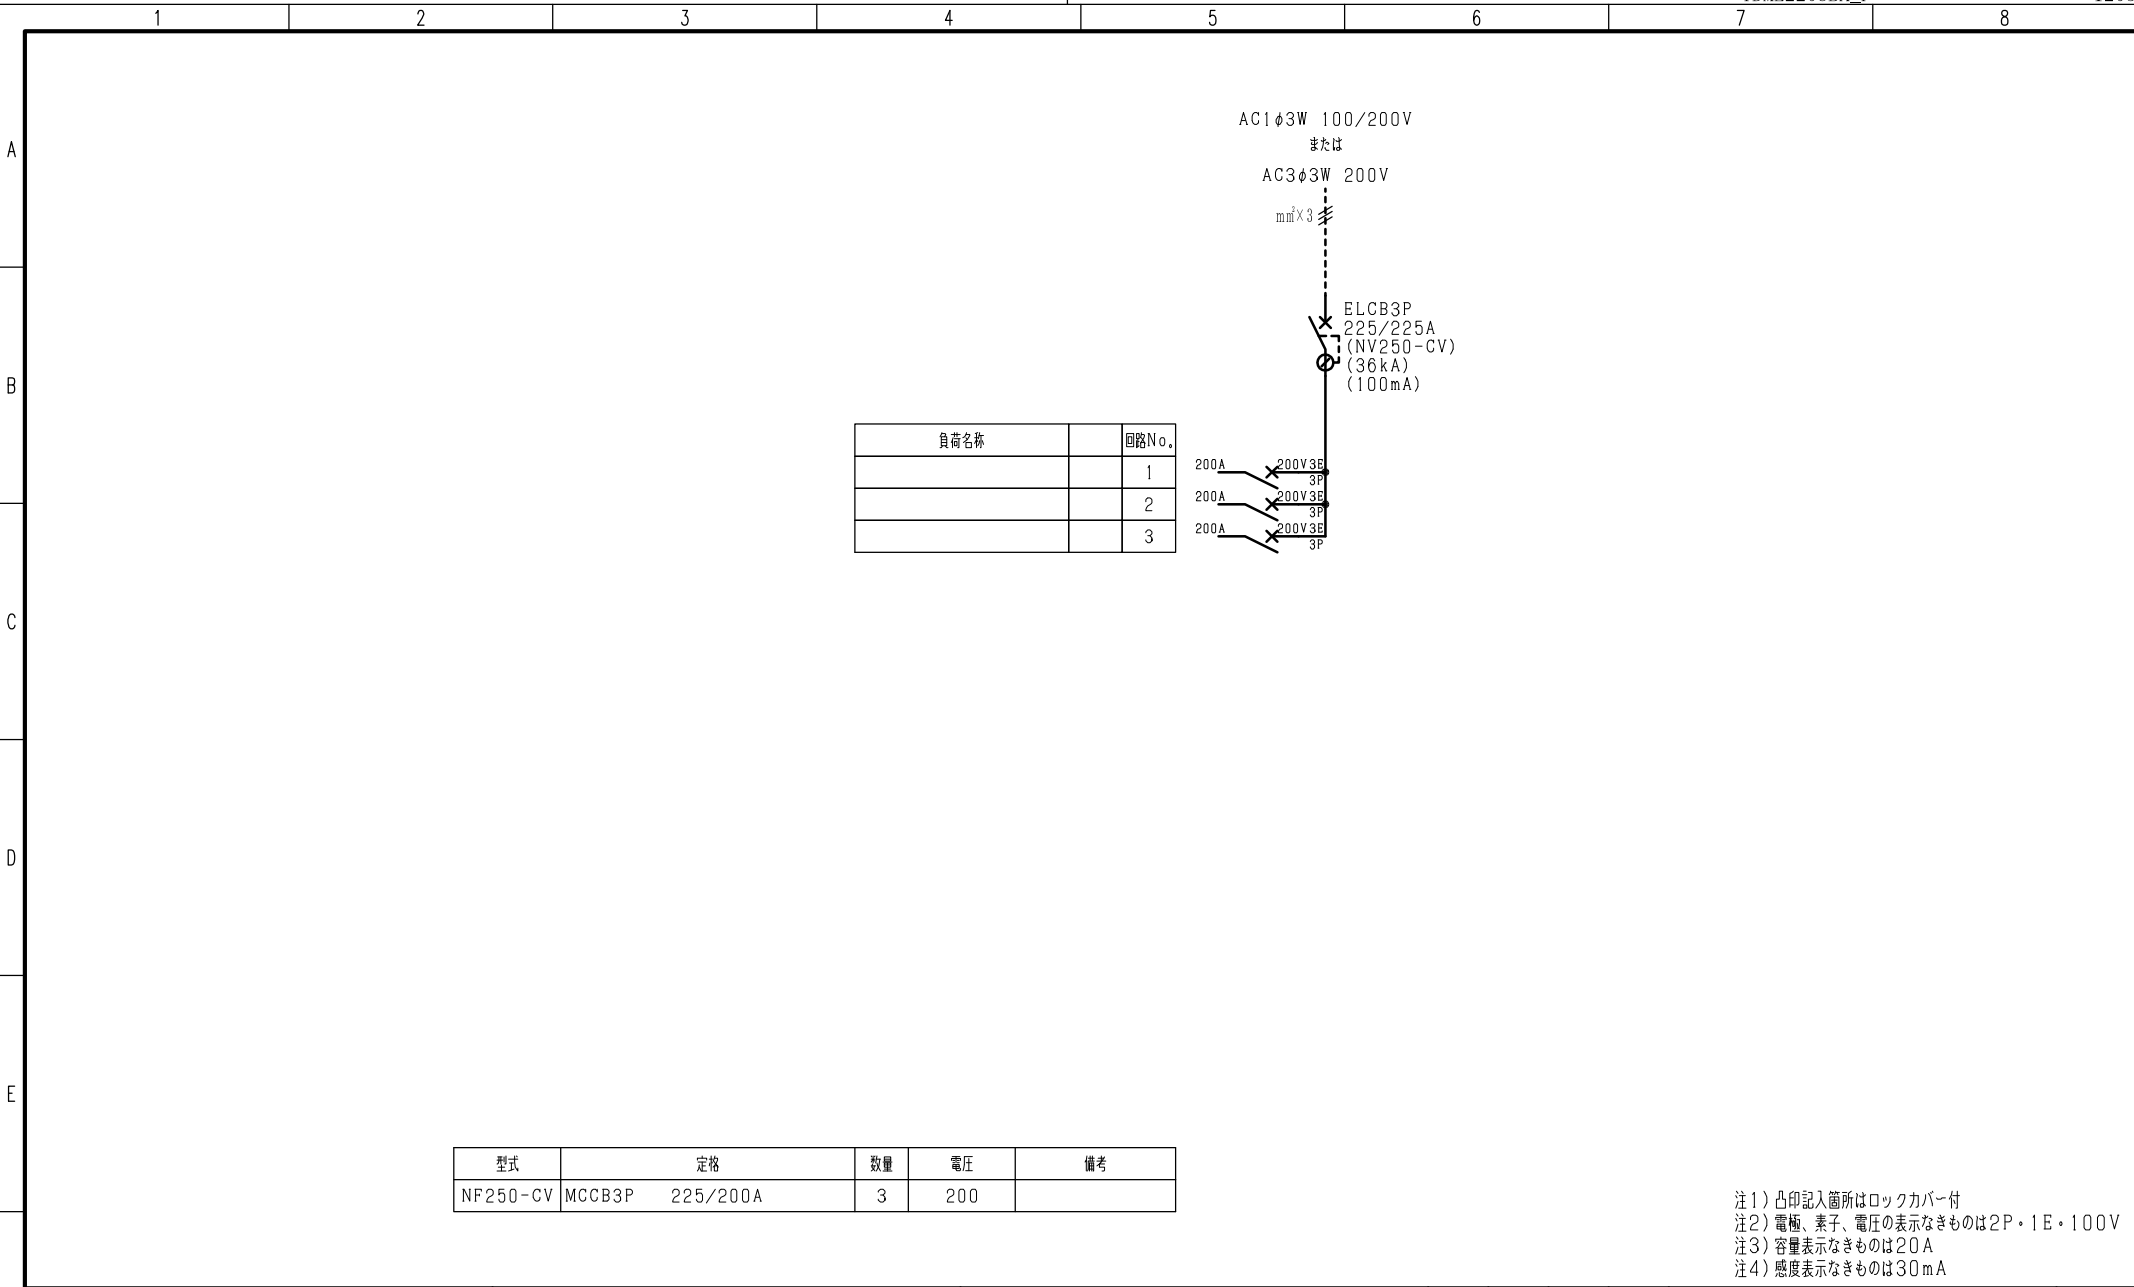 1 2 3 4 5 6 7 8
A
AC1φ3W 100/200V
または
AC3φ3W 200V
mm²×3
B
ELCB3P
225/225A
(NV250-CV)
(36kA)
(100mA)
負荷名称 回路No。
1 200A 200V3E
3P
2 200A 200V3E
3P
3 200A 200V3E
3P
C
D
E
型式 定格 数量 電圧 備考
NF250-CV MCCB3P 225/200A 3 200
注1)凸印記入箇所はロックカバー付
注2)電極、素子、電圧の表示なきものは2P・1E・100V
注3)容量表示なきものは20A
注4)感度表示なきものは30mA